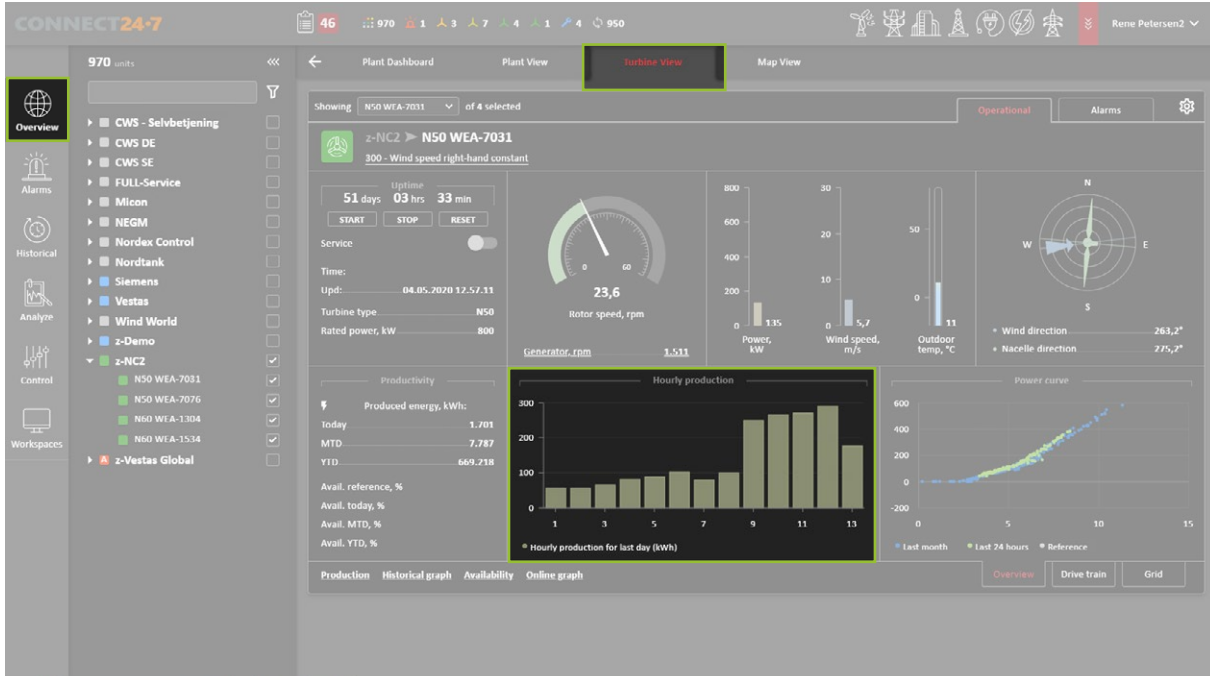 CONNECT24·7
46 970 1 3 7 4 1 4 950
Rene Petersen2
Overview
Alarms
Historical
Analyze
Control
Workspaces
970 units
CWS - Selvbetjening
CWS DE
CWS SE
FULL-Service
Micon
NEGM
Nordex Control
Nordtank
Siemens
Vestas
Wind World
z-Demo
z-NC2
N50 WEA-7031
N50 WEA-7076
N60 WEA-1304
N60 WEA-1534
A z-Vestas Global
Plant Dashboard Plant View Turbine View Map View
Showing N50 WEA-7031 of 4 selected
Operational Alarms
z-NC2 ➤ N50 WEA-7031
300 - Wind speed right-hand constant
Uptime
51 days 03 hrs 33 min
START STOP RESET
Service
Time:
Upd: 04.05.2020 12.57.11
Turbine type N50
Rated power, kW 800
0 60
23,6
Rotor speed, rpm
Generator, rpm 1.511
800
600
400
200
0
135
Power,
kW
30
20
10
0
5,7
Wind speed,
m/s
50
0
11
Outdoor
temp, °C
N
W E
S
• Wind direction 263,2°
• Nacelle direction 275,2°
Productivity
Produced energy, kWh:
Today 1.701
MTD 7.787
YTD 669.218
Avail. reference, %
Avail. today, %
Avail. MTD, %
Avail. YTD, %
Hourly production
300
200
100
0
1 3 5 7 9 11 13
Hourly production for last day (kWh)
Power curve
600
400
200
0
-200
0 5 10 15
Last month Last 24 hours Reference
Production Historical graph Availability Online graph
Overview Drive train Grid